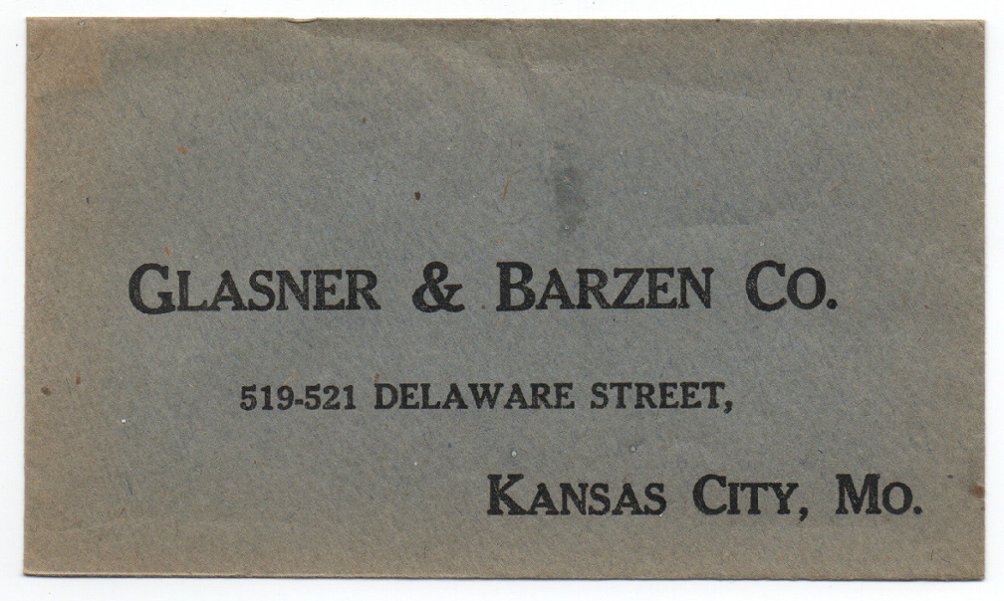 GLASNER & BARZEN CO.
519-521 DELAWARE STREET,
KANSAS CITY, MO.